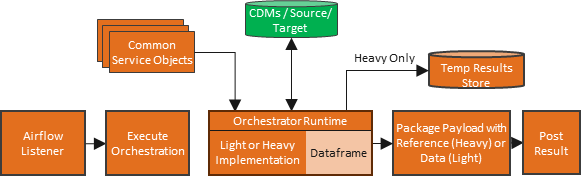 CDMs / Source/
Target
Common
Service Objects
Heavy Only
Temp Results
Store
Airflow
Listener
Execute
Orchestration
Orchestrator Runtime
Light or Heavy
Implementation
Dataframe
Package Payload with
Reference (Heavy) or
Data (Light)
Post
Result